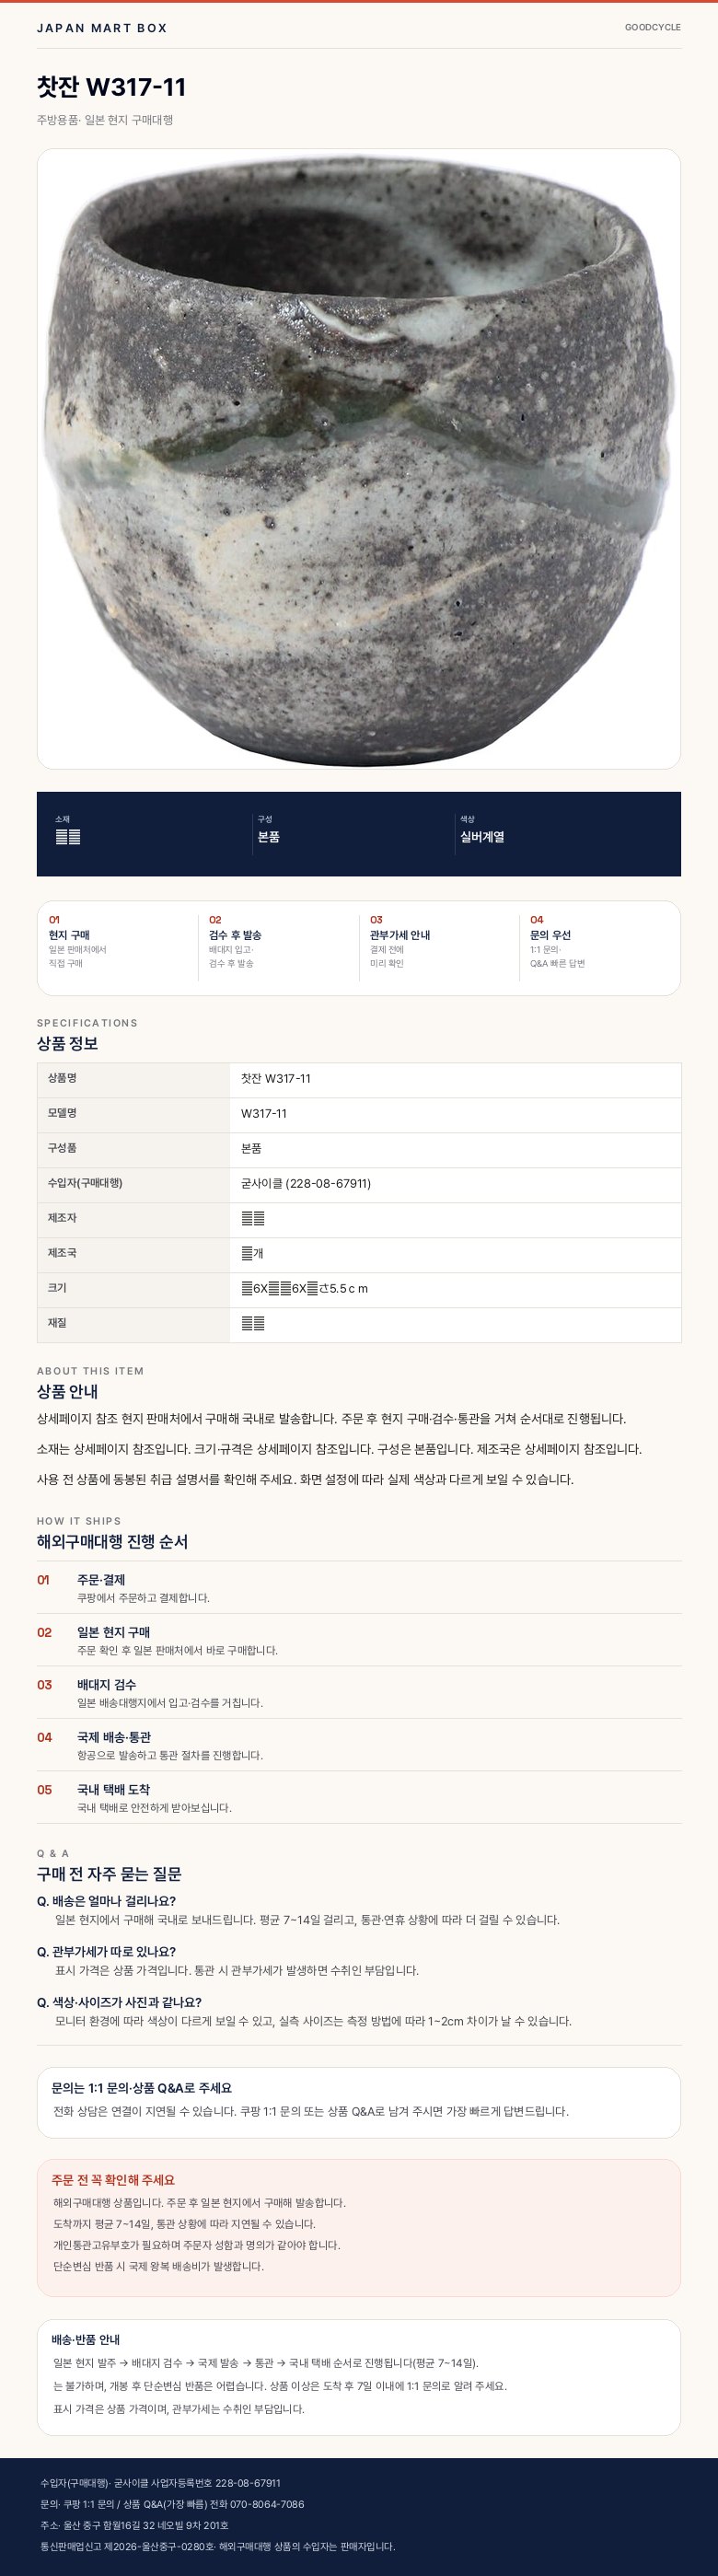 JAPAN MART BOX
GOODCYCLE
찻잔 W317-11
주방용품· 일본 현지 구매대행
소재
구성
본품
색상
실버계열
01
현지 구매
일본 판매처에서
직접 구매
02
검수 후 발송
배대지 입고·
검수 후 발송
03
관부가세 안내
결제 전에
미리 확인
04
문의 우선
1:1 문의·
Q&A 빠른 답변
SPECIFICATIONS
상품 정보
상품명 찻잔 W317-11
모델명 W317-11
구성품 본품
수입자(구매대행) 굳사이클 (228-08-67911)
제조자
제조국 개
크기 6X 6X さ5.5ｃｍ
재질
ABOUT THIS ITEM
상품 안내
상세페이지 참조 현지 판매처에서 구매해 국내로 발송합니다. 주문 후 현지 구매·검수·통관을 거쳐 순서대로 진행됩니다.
소재는 상세페이지 참조입니다. 크기·규격은 상세페이지 참조입니다. 구성은 본품입니다. 제조국은 상세페이지 참조입니다.
사용 전 상품에 동봉된 취급 설명서를 확인해 주세요. 화면 설정에 따라 실제 색상과 다르게 보일 수 있습니다.
HOW IT SHIPS
해외구매대행 진행 순서
01 주문·결제
쿠팡에서 주문하고 결제합니다.
02 일본 현지 구매
주문 확인 후 일본 판매처에서 바로 구매합니다.
03 배대지 검수
일본 배송대행지에서 입고·검수를 거칩니다.
04 국제 배송·통관
항공으로 발송하고 통관 절차를 진행합니다.
05 국내 택배 도착
국내 택배로 안전하게 받아보십니다.
Q & A
구매 전 자주 묻는 질문
Q. 배송은 얼마나 걸리나요?
일본 현지에서 구매해 국내로 보내드립니다. 평균 7~14일 걸리고, 통관·연휴 상황에 따라 더 걸릴 수 있습니다.
Q. 관부가세가 따로 있나요?
표시 가격은 상품 가격입니다. 통관 시 관부가세가 발생하면 수취인 부담입니다.
Q. 색상·사이즈가 사진과 같나요?
모니터 환경에 따라 색상이 다르게 보일 수 있고, 실측 사이즈는 측정 방법에 따라 1~2cm 차이가 날 수 있습니다.
문의는 1:1 문의·상품 Q&A로 주세요
전화 상담은 연결이 지연될 수 있습니다. 쿠팡 1:1 문의 또는 상품 Q&A로 남겨 주시면 가장 빠르게 답변드립니다.
주문 전 꼭 확인해 주세요
해외구매대행 상품입니다. 주문 후 일본 현지에서 구매해 발송합니다.
도착까지 평균 7~14일, 통관 상황에 따라 지연될 수 있습니다.
개인통관고유부호가 필요하며 주문자 성함과 명의가 같아야 합니다.
단순변심 반품 시 국제 왕복 배송비가 발생합니다.
배송·반품 안내
일본 현지 발주 → 배대지 검수 → 국제 발송 → 통관 → 국내 택배 순서로 진행됩니다(평균 7~14일).
는 불가하며, 개봉 후 단순변심 반품은 어렵습니다. 상품 이상은 도착 후 7일 이내에 1:1 문의로 알려 주세요.
표시 가격은 상품 가격이며, 관부가세는 수취인 부담입니다.
수입자(구매대행)· 굳사이클 사업자등록번호 228-08-67911
문의· 쿠팡 1:1 문의 / 상품 Q&A(가장 빠름) 전화 070-8064-7086
주소· 울산 중구 함월16길 32 네오빌 9차 201호
통신판매업신고 제2026-울산중구-0280호· 해외구매대행 상품의 수입자는 판매자입니다.